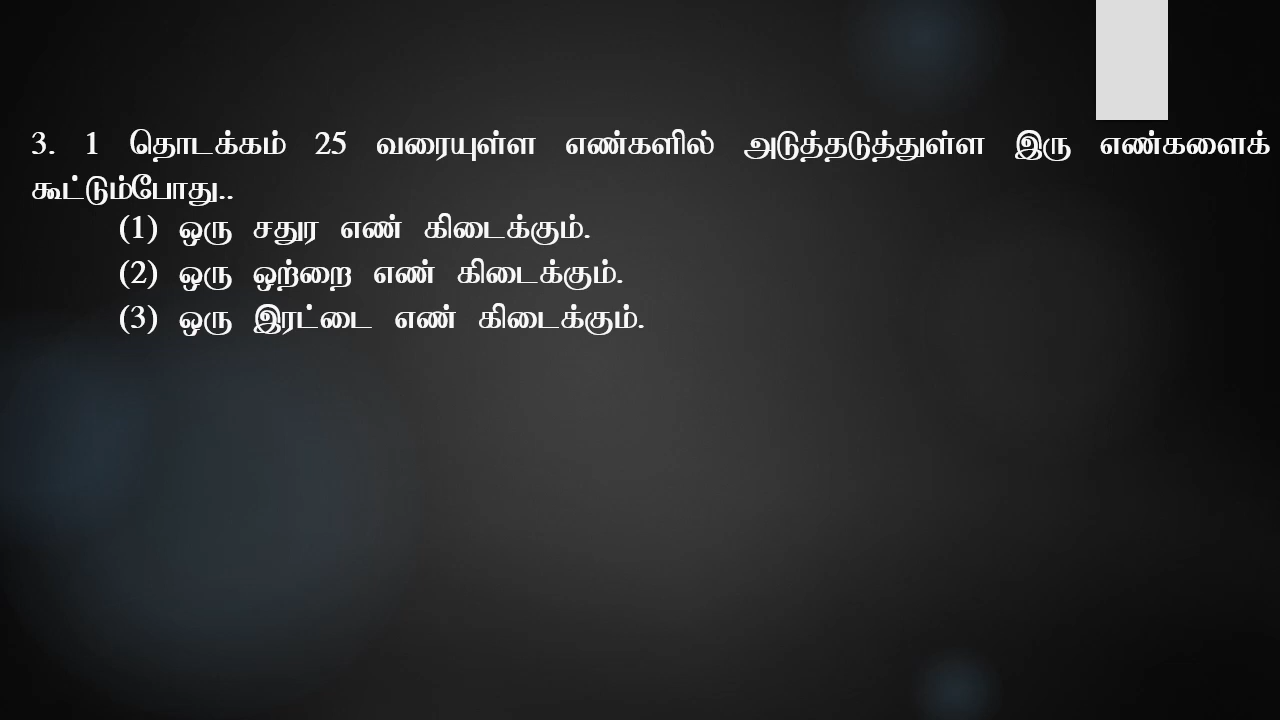 3. 1 தொடக்கம் 25 வரையுள்ள எண்களில் அடுத்தடுத்துள்ள இரு எண்களைக்
கூட்டும்போது..
(1) ஒரு சதுர எண் கிடைக்கும்.
(2) ஒரு ஒற்றை எண் கிடைக்கும்.
(3) ஒரு இரட்டை எண் கிடைக்கும்.